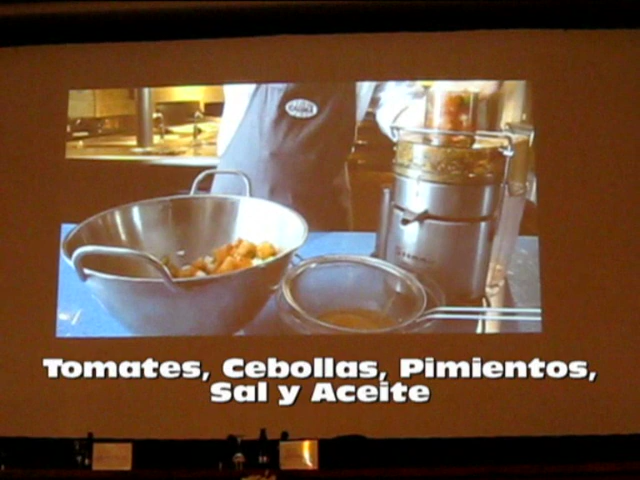 Tomates, Cebollas, Pimientos,
Sal y Aceite